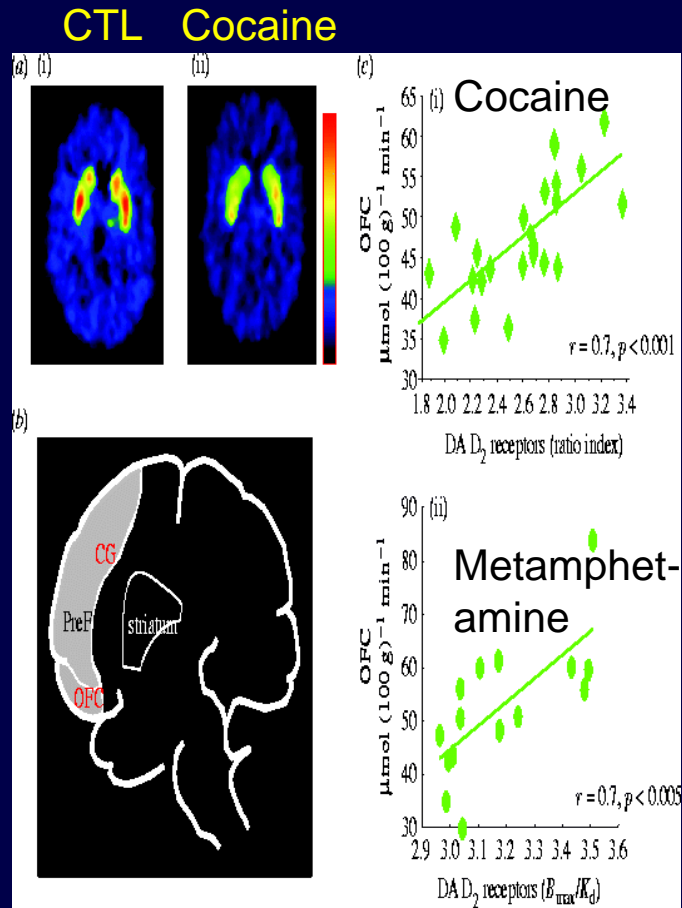 CTL Cocaine
(a) (i) (ii)
(b)
CG
PreF
striatum
OFC
(c)
(i) Cocaine
65
60
55
50
45
40
35
30
OFC
µmol (100 g)⁻¹ min⁻¹
r = 0.7, p < 0.001
1.8 2.0 2.2 2.4 2.6 2.8 3.0 3.2 3.4
DA D₂ receptors (ratio index)
(ii)
Metamphet-
amine
90
80
70
60
50
40
30
OFC
µmol (100 g)⁻¹ min⁻¹
r = 0.7, p < 0.005
2.9 3.0 3.1 3.2 3.3 3.4 3.5 3.6
DA D₂ receptors (Bmax/Kd)